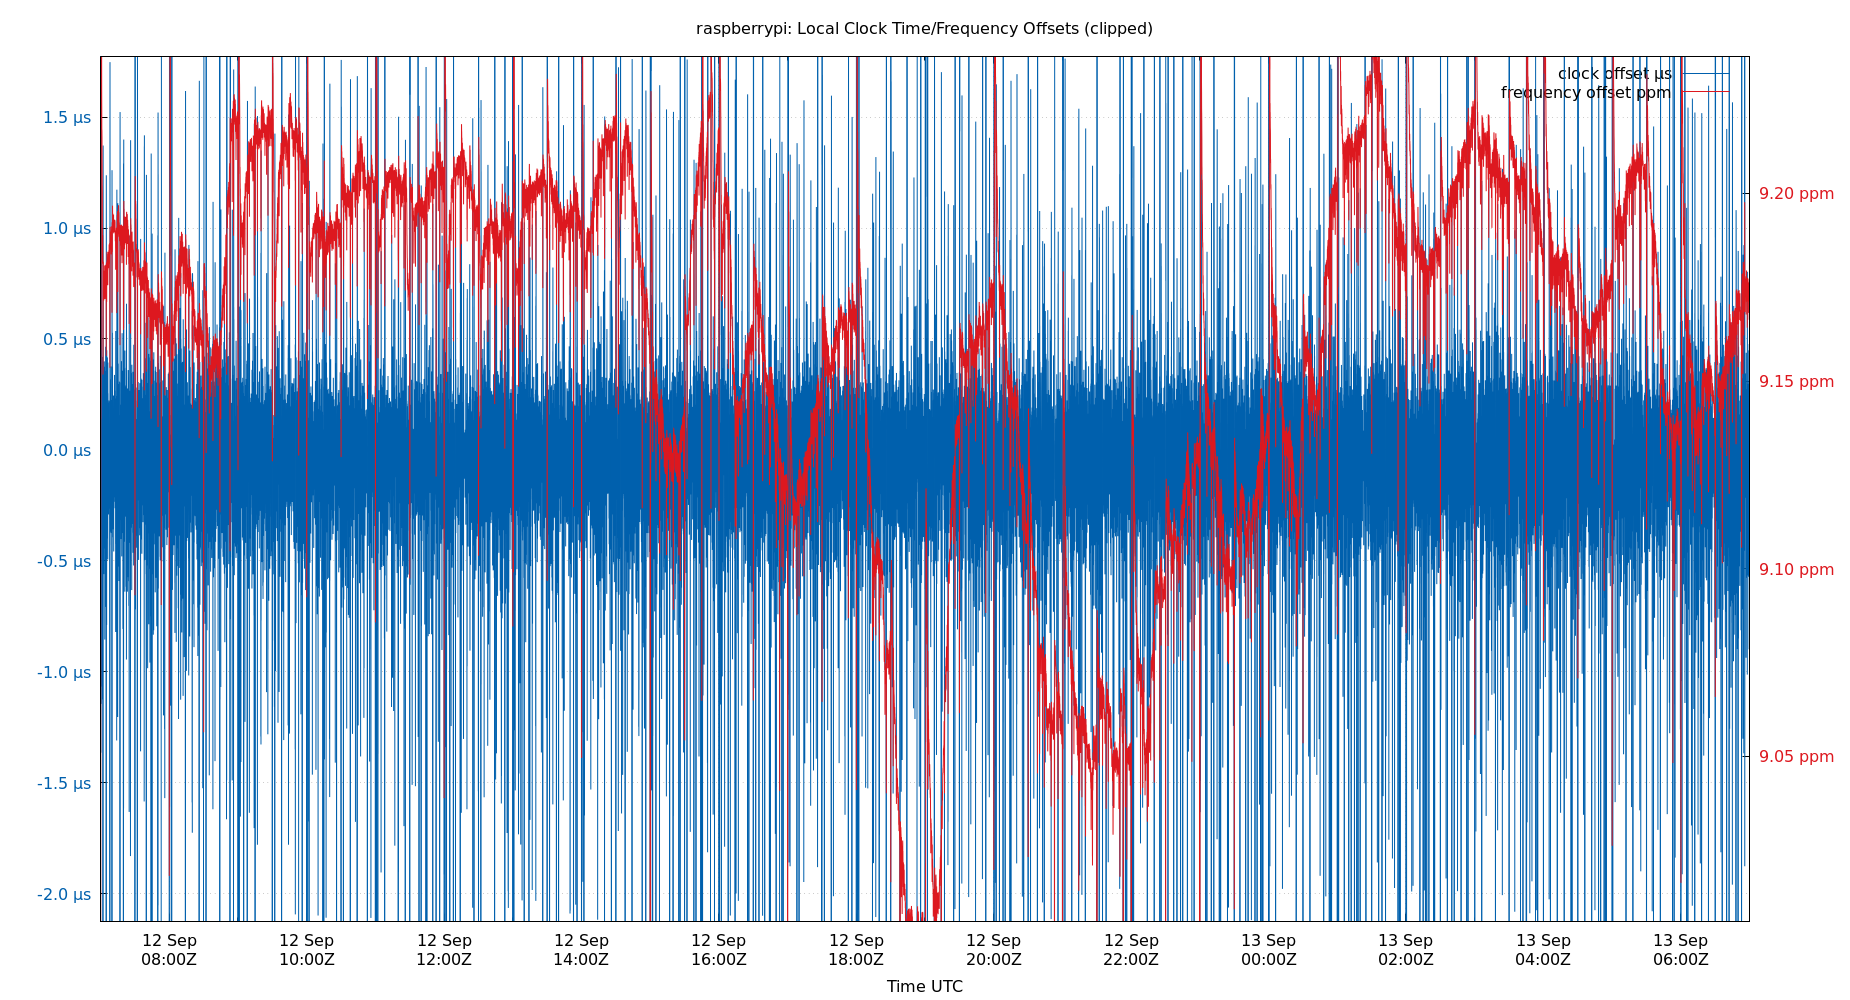 raspberrypi: Local Clock Time/Frequency Offsets (clipped)
clock offset µs
frequency offset ppm
1.5 µs
1.0 µs
0.5 µs
0.0 µs
-0.5 µs
-1.0 µs
-1.5 µs
-2.0 µs
9.20 ppm
9.15 ppm
9.10 ppm
9.05 ppm
12 Sep 12 Sep 12 Sep 12 Sep 12 Sep 12 Sep 12 Sep 12 Sep 13 Sep 13 Sep 13 Sep 13 Sep
08:00Z 10:00Z 12:00Z 14:00Z 16:00Z 18:00Z 20:00Z 22:00Z 00:00Z 02:00Z 04:00Z 06:00Z
Time UTC